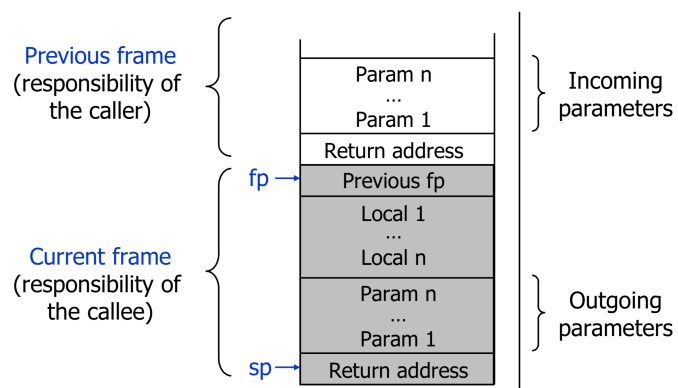 Previous frame
(responsibility of
the caller)
Param n
...
Param 1
Incoming
parameters
Return address
fp
Previous fp
Local 1
...
Local n
Current frame
(responsibility of
the callee)
Param n
...
Param 1
Outgoing
parameters
sp
Return address